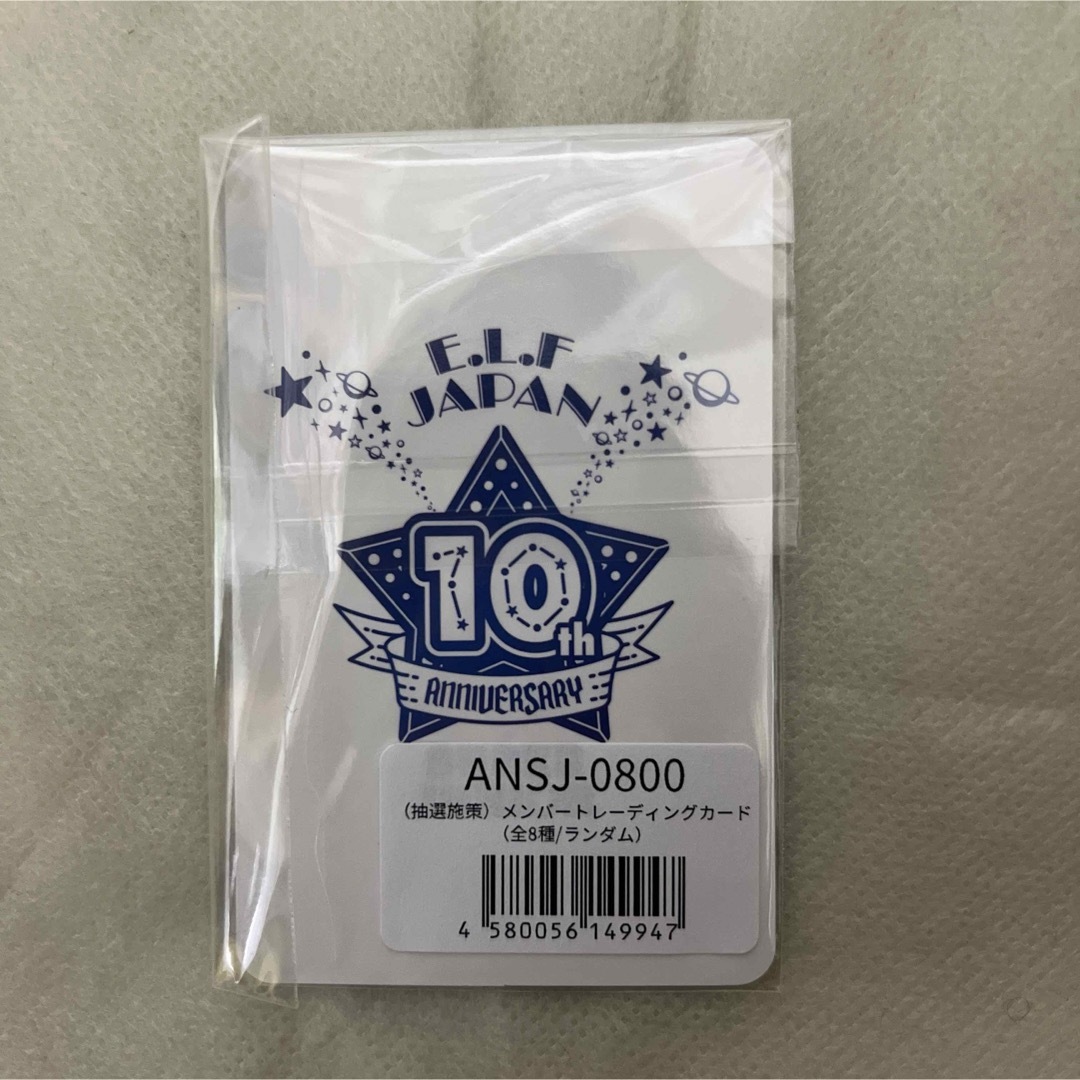 E.L.F
JAPAN
10th
ANNIVERSARY
ANSJ-0800
（抽選施策）メンバートレーディングカード
（全8種/ランダム）
4 580056 149947